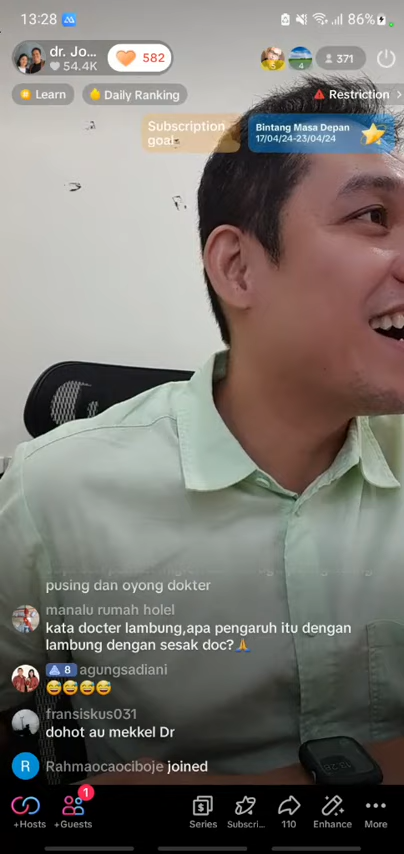 13:28 86%
dr. Jo... 582
54.4K
5 4 371
Learn Daily Ranking Restriction
Subscription
goal
Bintang Masa Depan
17/04/24-23/04/24
pusing dan oyong dokter
manalu rumah holel
kata docter lambung,apa pengaruh itu dengan
lambung dengan sesak doc?🙏
8 agungsadiani
😅😅😅😅
fransiskus031
dohot au mekkel Dr
R Rahmaocaociboje joined
1
+Hosts +Guests Series Subscri... 110 Enhance More